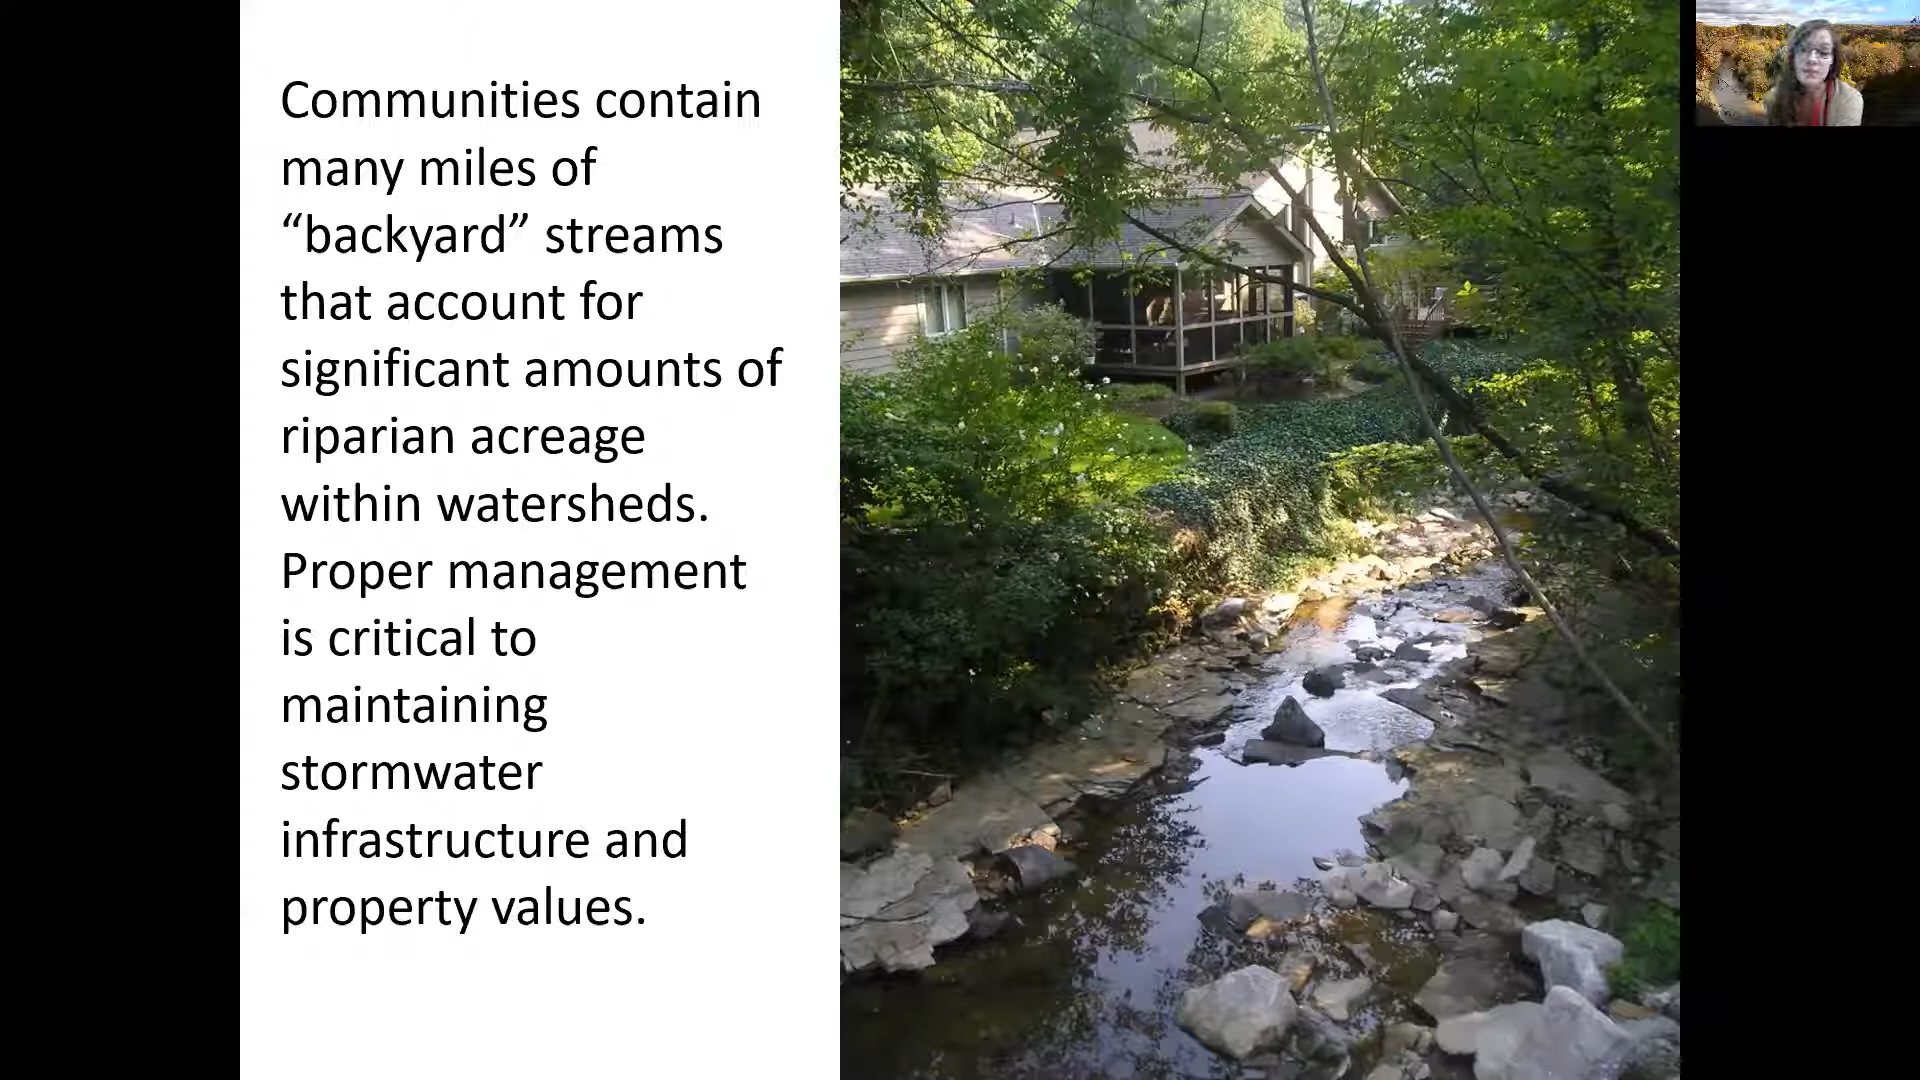 Communities contain
many miles of
“backyard” streams
that account for
significant amounts of
riparian acreage
within watersheds.
Proper management
is critical to
maintaining
stormwater
infrastructure and
property values.